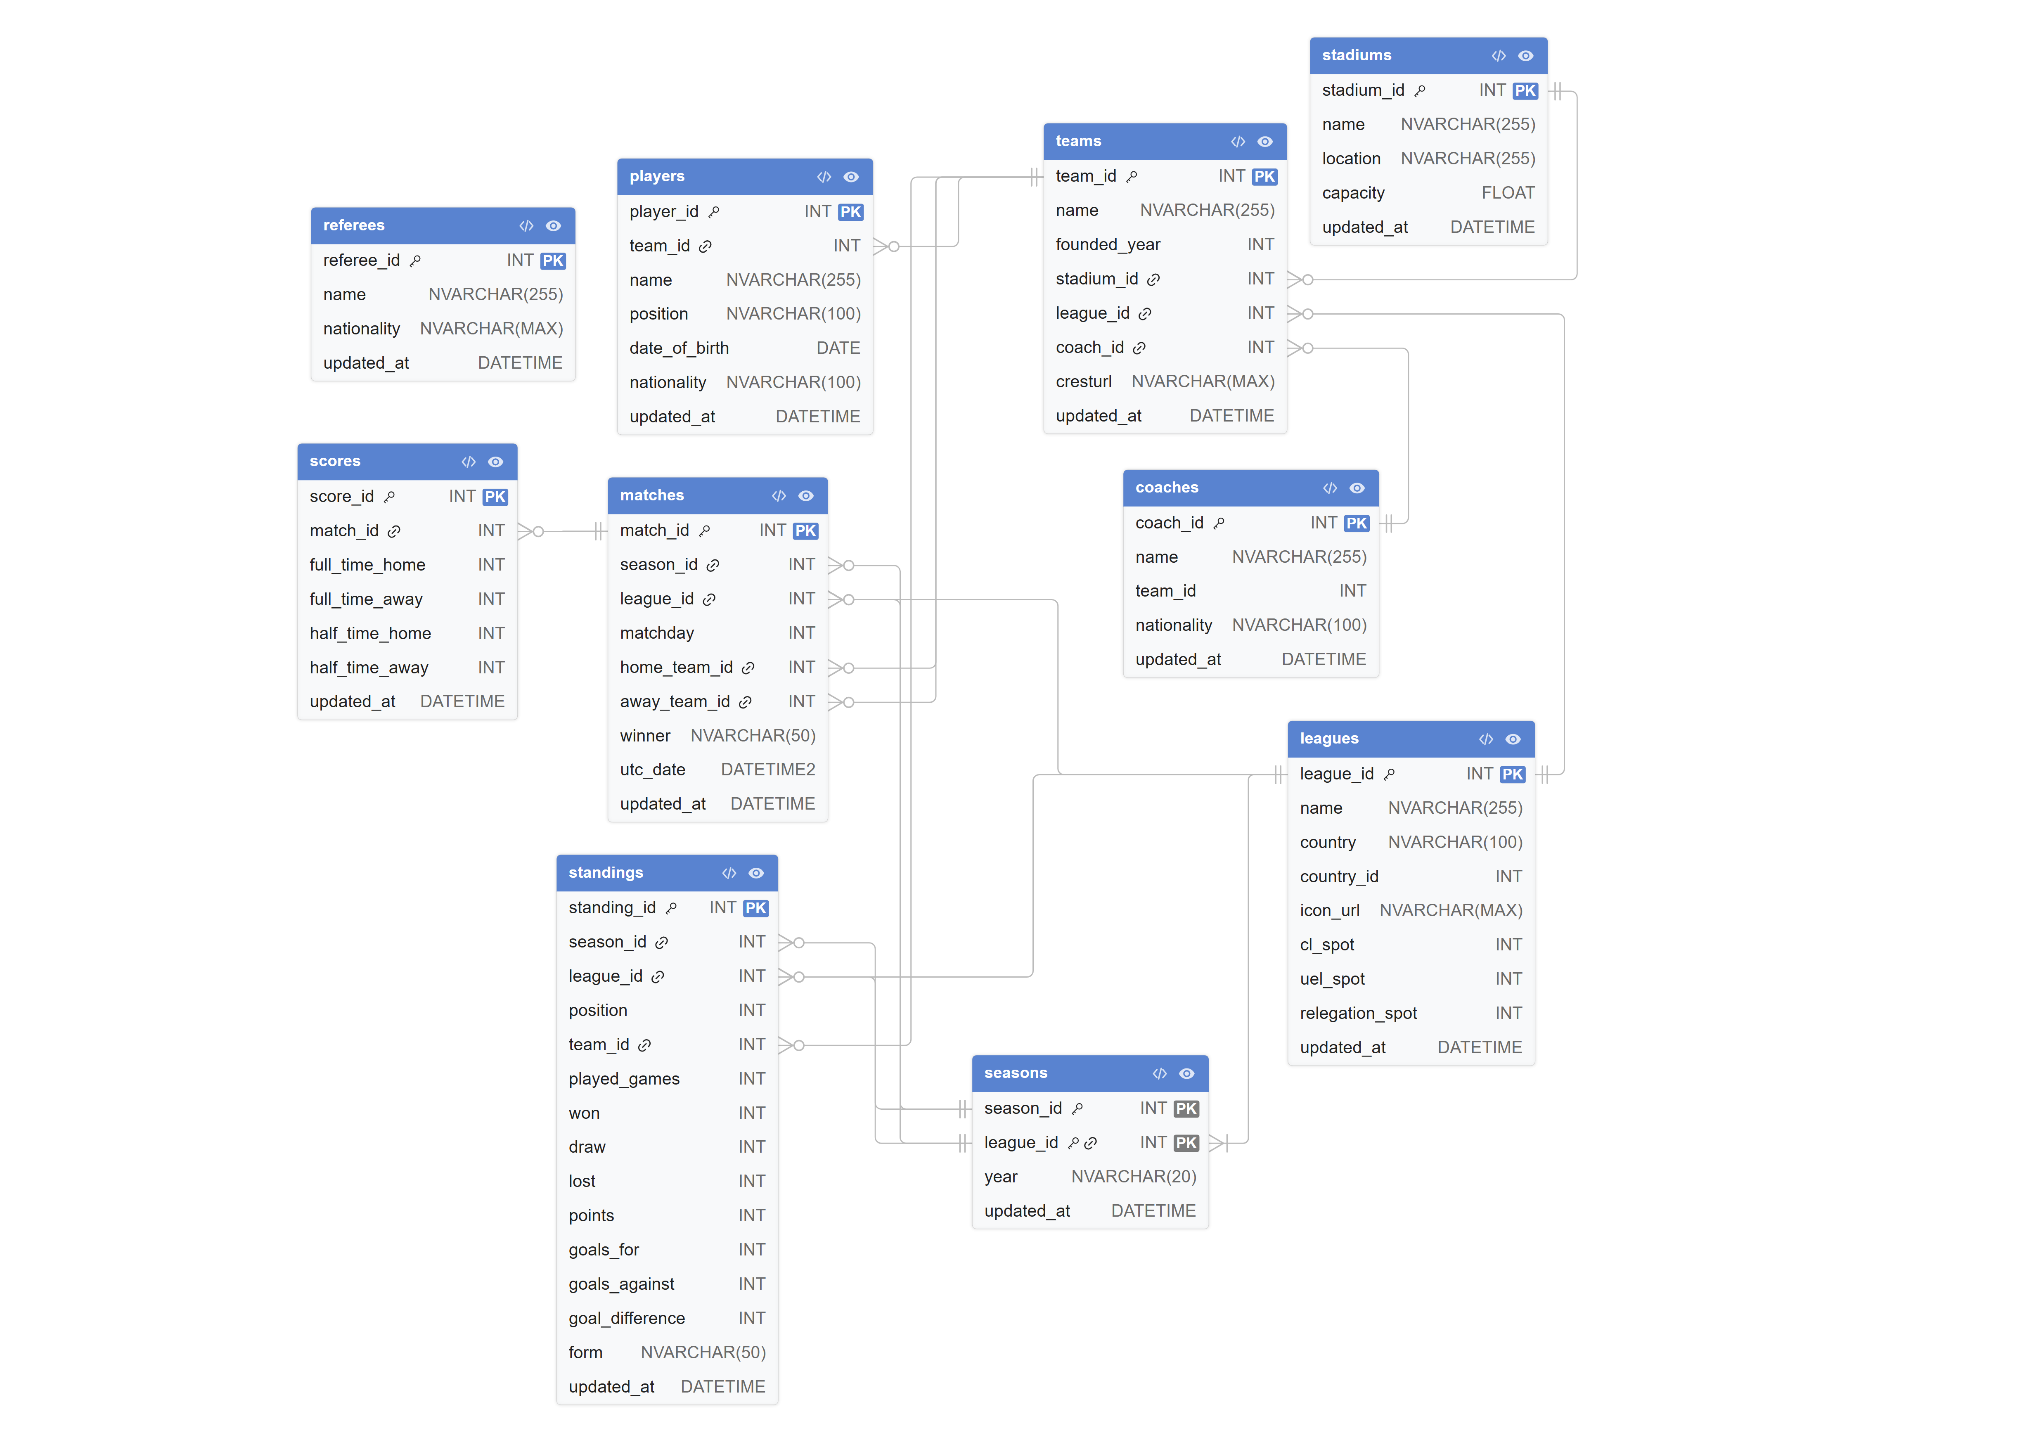 stadiums
stadium_id INT PK
name NVARCHAR(255)
location NVARCHAR(255)
capacity FLOAT
updated_at DATETIME
teams
team_id INT PK
name NVARCHAR(255)
founded_year INT
stadium_id INT
league_id INT
coach_id INT
cresturl NVARCHAR(MAX)
updated_at DATETIME
players
player_id INT PK
team_id INT
name NVARCHAR(255)
position NVARCHAR(100)
date_of_birth DATE
nationality NVARCHAR(100)
updated_at DATETIME
referees
referee_id INT PK
name NVARCHAR(255)
nationality NVARCHAR(MAX)
updated_at DATETIME
scores
score_id INT PK
match_id INT
full_time_home INT
full_time_away INT
half_time_home INT
half_time_away INT
updated_at DATETIME
matches
match_id INT PK
season_id INT
league_id INT
matchday INT
home_team_id INT
away_team_id INT
winner NVARCHAR(50)
utc_date DATETIME2
updated_at DATETIME
coaches
coach_id INT PK
name NVARCHAR(255)
team_id INT
nationality NVARCHAR(100)
updated_at DATETIME
leagues
league_id INT PK
name NVARCHAR(255)
country NVARCHAR(100)
country_id INT
icon_url NVARCHAR(MAX)
cl_spot INT
uel_spot INT
relegation_spot INT
updated_at DATETIME
standings
standing_id INT PK
season_id INT
league_id INT
position INT
team_id INT
played_games INT
won INT
draw INT
lost INT
points INT
goals_for INT
goals_against INT
goal_difference INT
form NVARCHAR(50)
updated_at DATETIME
seasons
season_id INT PK
league_id INT PK
year NVARCHAR(20)
updated_at DATETIME